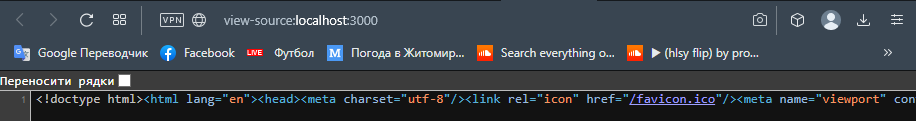 VPN view-source:localhost:3000
Google Переводчик Facebook LIVE Футбол M Погода в Житомир... Search everything o... ▶ (hlsy flip) by pro... »
Переносити рядки
1 <!doctype html><html lang="en"><head><meta charset="utf-8"/><link rel="icon" href="/favicon.ico"/><meta name="viewport" con